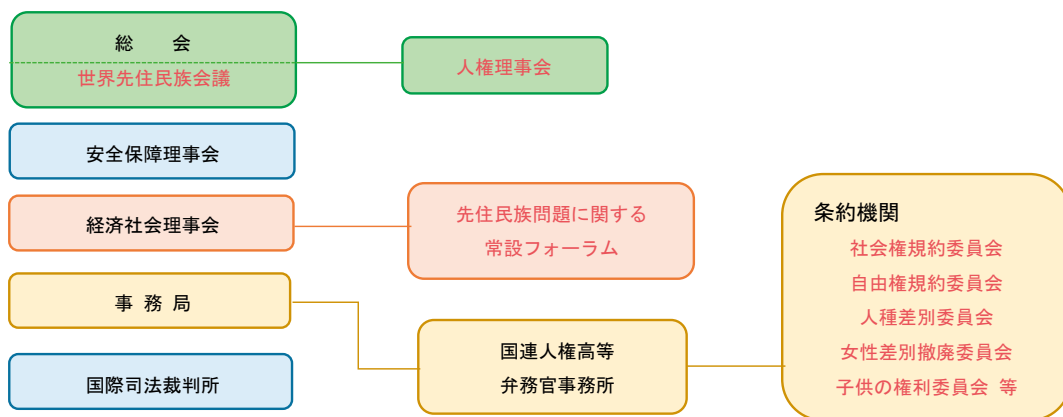 総　会
世界先住民族会議
人権理事会
安全保障理事会
経済社会理事会
先住民族問題に関する
常設フォーラム
事 務 局
国連人権高等
弁務官事務所
国際司法裁判所
条約機関
社会権規約委員会
自由権規約委員会
人種差別委員会
女性差別撤廃委員会
子供の権利委員会 等